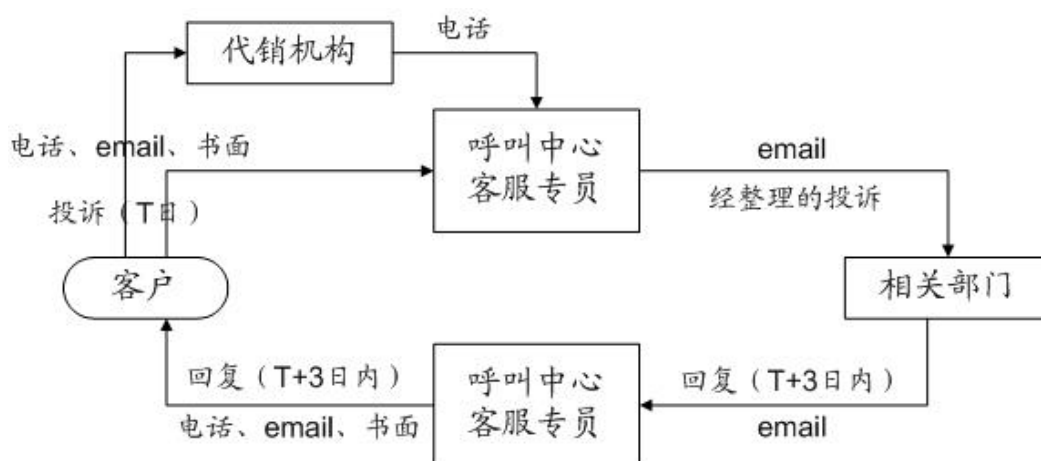 代销机构
电话
呼叫中心
客服专员
电话、email、书面
email
经整理的投诉
投诉（T日）
客户
相关部门
回复（T+3日内）
电话、email、书面
呼叫中心
客服专员
回复（T+3日内）
email